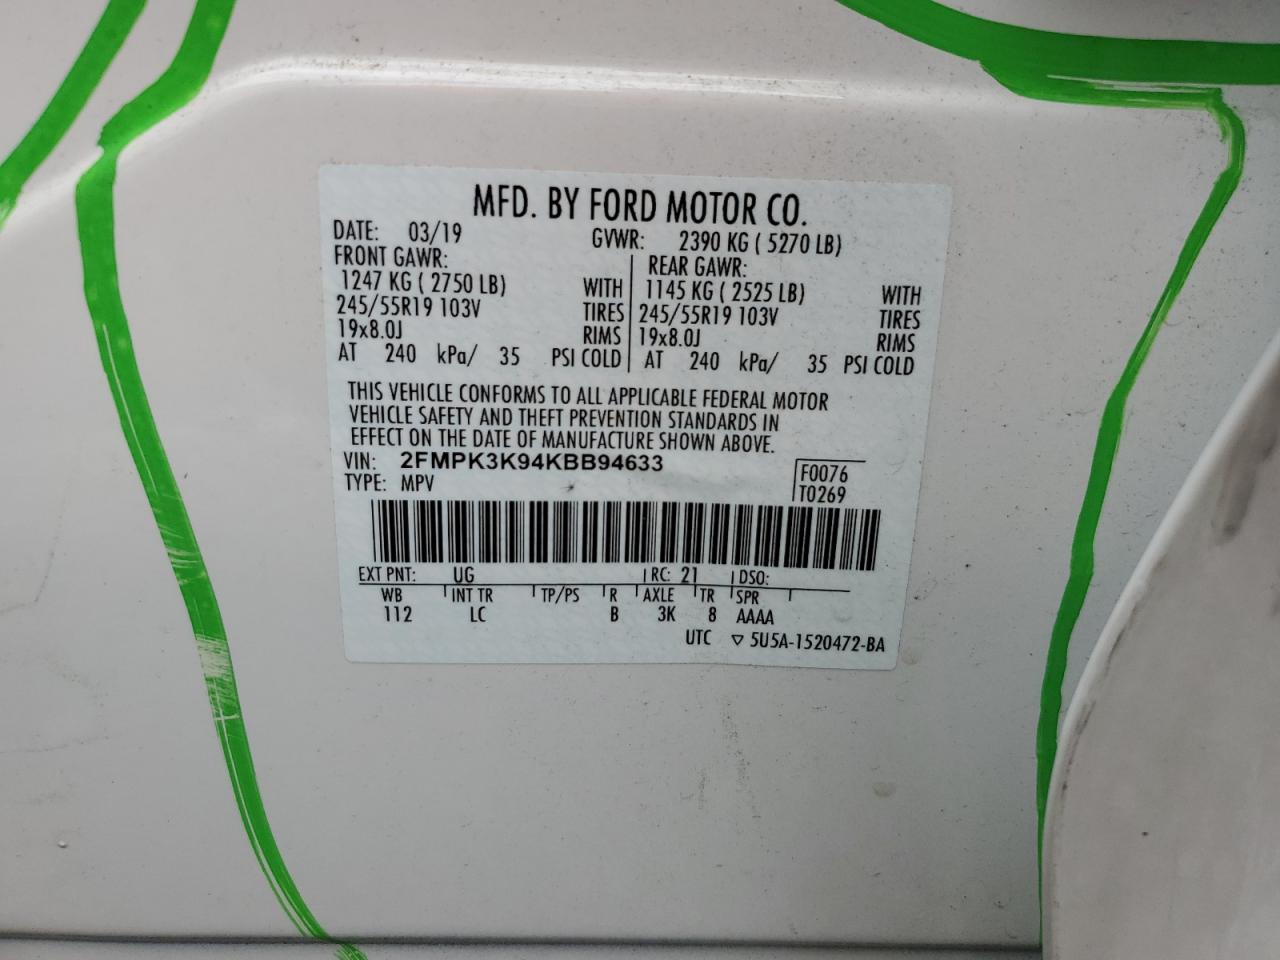 MFD. BY FORD MOTOR CO.
DATE: 03/19 GVWR: 2390 KG ( 5270 LB)
FRONT GAWR: REAR GAWR:
1247 KG ( 2750 LB) WITH 1145 KG ( 2525 LB) WITH
245/55R19 103V TIRES 245/55R19 103V TIRES
19x8.0J RIMS 19x8.0J RIMS
AT 240 kPa/ 35 PSI COLD AT 240 kPa/ 35 PSI COLD
THIS VEHICLE CONFORMS TO ALL APPLICABLE FEDERAL MOTOR
VEHICLE SAFETY AND THEFT PREVENTION STANDARDS IN
EFFECT ON THE DATE OF MANUFACTURE SHOWN ABOVE.
VIN: 2FMPK3K94KBB94633 F0076
TYPE: MPV T0269
EXT PNT: UG RC: 21 DSO:
WB INT TR TP/PS R AXLE TR SPR
112 LC B 3K 8 AAAA
UTC ▽ 5U5A-1520472-BA